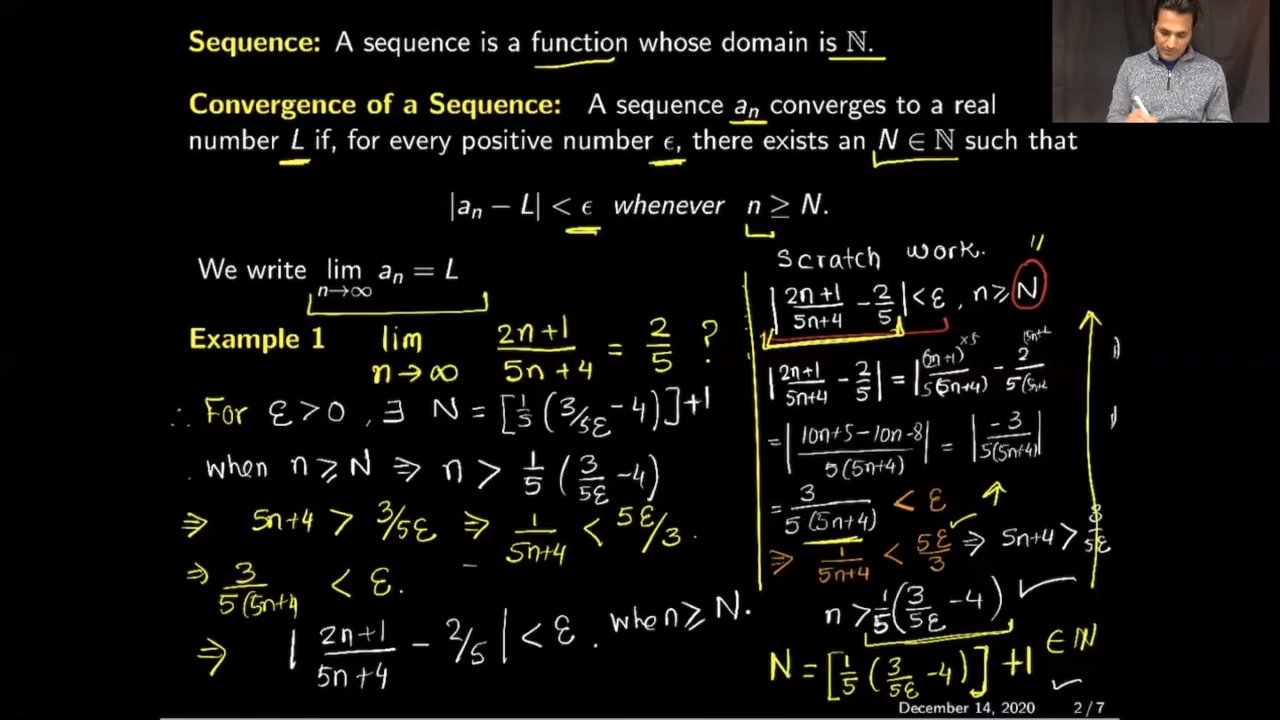 Sequence: A sequence is a function whose domain is ℕ.
Convergence of a Sequence: A sequence aₙ converges to a real
number L if, for every positive number ϵ, there exists an N ∈ ℕ such that
|aₙ − L| < ϵ whenever n ≥ N.
We write lim n→∞ aₙ = L
Example 1 lim n→∞ (2n+1)/(5n+4) = 2/5 ?
∴ For ε > 0, ∃ N = [1/5 (3/5ε − 4)] + 1
when n ≥ N ⇒ n > 1/5 (3/5ε − 4)
⇒ 5n+4 > 3/5ε ⇒ 1/(5n+4) < 5ε/3.
⇒ 3/(5(5n+4 < ε.
⇒ | (2n+1)/(5n+4) − 2/5 | < ε. when n ≥ N.
Scratch work.
| (2n+1)/(5n+4) − 2/5 | < ε, n ≥ N
| (2n+1)/(5n+4) − 2/5 | = | (2n+1)×5/5(5n+4) − 2(5n+4/5(5n+4
= | (10n+5−10n−8)/5(5n+4) | = | −3/5(5n+4) |
= 3/5(5n+4) < ε
⇒ 1/(5n+4) < 5ε/3 ⇒ 5n+4 > 3/5ε
n > 1/5 (3/5ε − 4)
N = [1/5 (3/5ε − 4)] + 1 ∈ ℕ
December 14, 2020 2 / 7